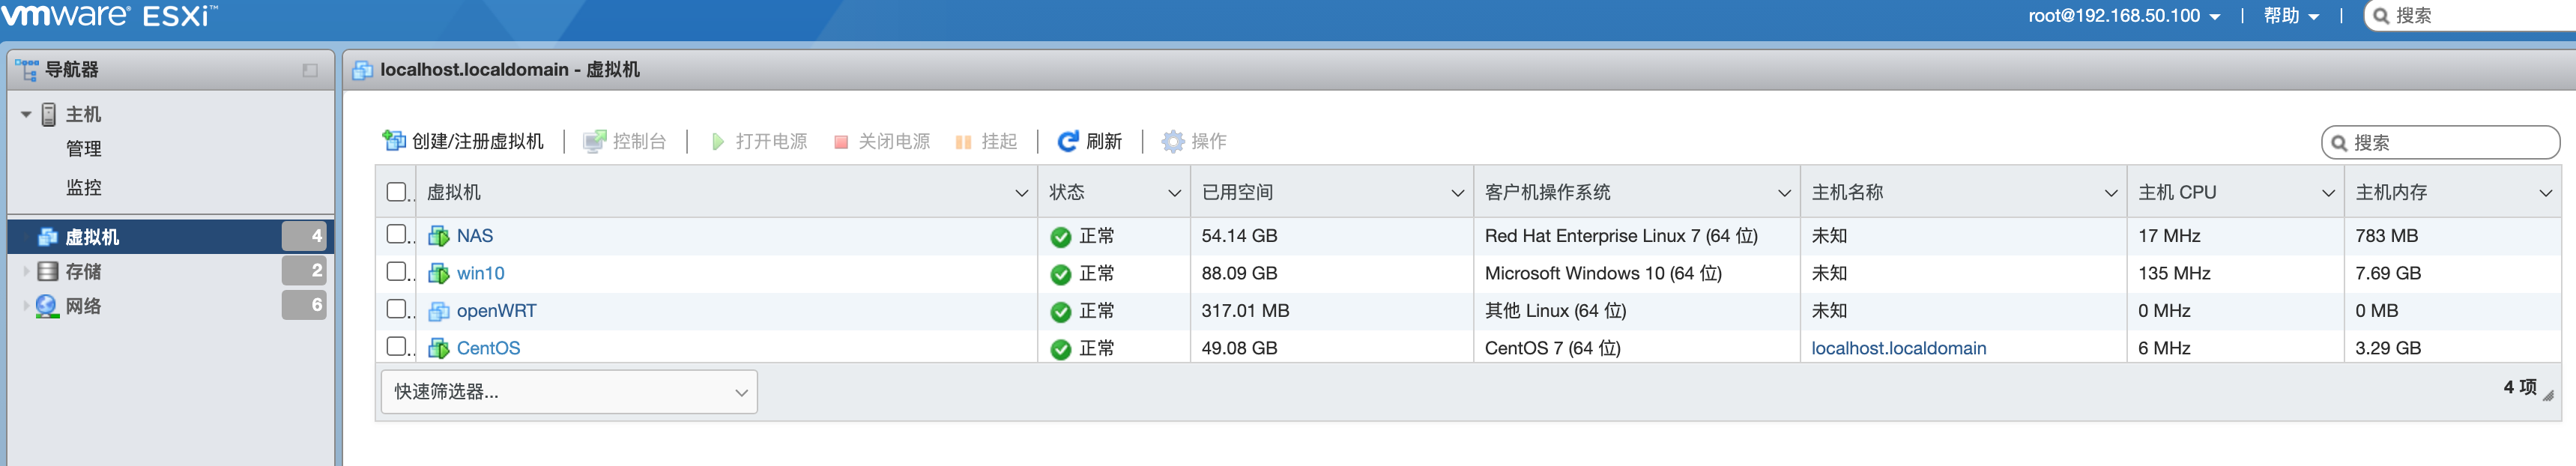 vmware ESXi™
root@192.168.50.100 | 帮助 | 搜索
导航器
主机
管理
监控
虚拟机 4
存储 2
网络 6
localhost.localdomain - 虚拟机
创建/注册虚拟机 | 控制台 | 打开电源 关闭电源 挂起 | 刷新 | 操作
搜索
虚拟机 状态 已用空间 客户机操作系统 主机名称 主机 CPU 主机内存
NAS 正常 54.14 GB Red Hat Enterprise Linux 7 (64 位) 未知 17 MHz 783 MB
win10 正常 88.09 GB Microsoft Windows 10 (64 位) 未知 135 MHz 7.69 GB
openWRT 正常 317.01 MB 其他 Linux (64 位) 未知 0 MHz 0 MB
CentOS 正常 49.08 GB CentOS 7 (64 位) localhost.localdomain 6 MHz 3.29 GB
快速筛选器...
4 项